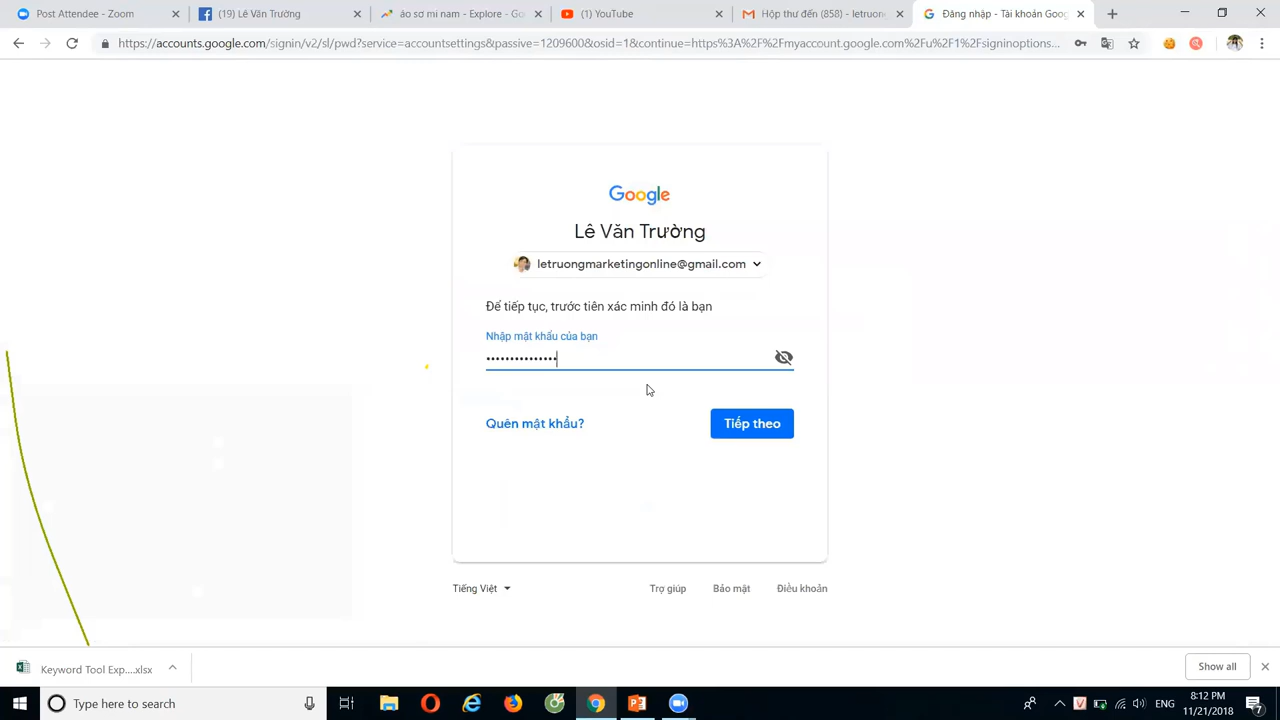 Post Attendee - Zoom
(19) Lê Văn Trường
áo sơ mi nam - Explore - Go
(1) YouTube
Hộp thư đến (858) - letruong
Đăng nhập - Tài khoản Goog
https://accounts.google.com/signin/v2/sl/pwd?service=accountsettings&passive=1209600&osid=1&continue=https%3A%2F%2Fmyaccount.google.com%2Fu%2F1%2Fsigninoptions...
Google
Lê Văn Trường
letruongmarketingonline@gmail.com
Để tiếp tục, trước tiên xác minh đó là bạn
Nhập mật khẩu của bạn
•••••••••••••••
Quên mật khẩu?
Tiếp theo
Tiếng Việt
Trợ giúp
Bảo mật
Điều khoản
Keyword Tool Exp....xlsx
Show all
Type here to search
ENG
8:12 PM
11/21/2018
7